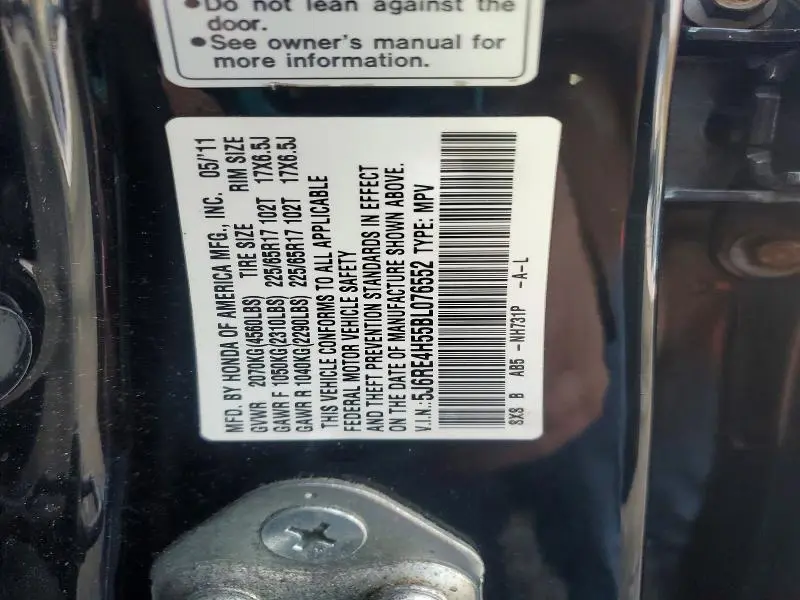 ●Do not lean against the
door.
●See owner's manual for
more information.
MFD. BY HONDA OF AMERICA MFG., INC. 05/'11
GVWR 2070KG(4560LBS) TIRE SIZE RIM SIZE
GAWR F 1050KG(2310LBS) 225/65R17 102T 17X6.5J
GAWR R 1040KG(2290LBS) 225/65R17 102T 17X6.5J
THIS VEHICLE CONFORMS TO ALL APPLICABLE
FEDERAL MOTOR VEHICLE SAFETY
AND THEFT PREVENTION STANDARDS IN EFFECT
ON THE DATE OF MANUFACTURE SHOWN ABOVE.
V.I.N.:5J6RE4H55BL076552 TYPE: MPV
SXS B AB5 -NH731P -A-L